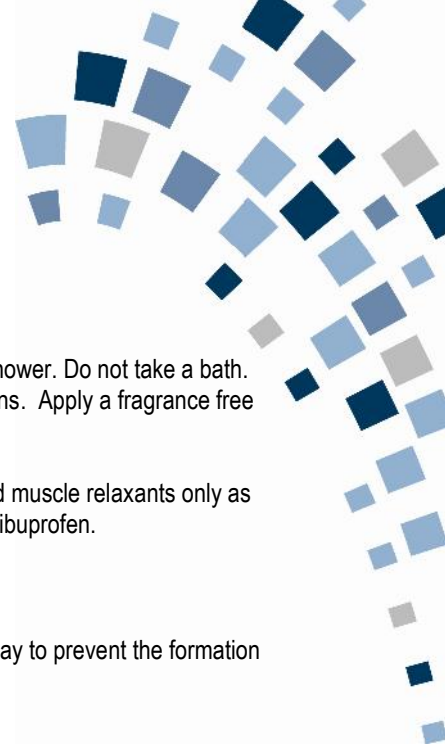 hower. Do not take a bath.
ns. Apply a fragrance free
d muscle relaxants only as
ibuprofen.
ay to prevent the formation